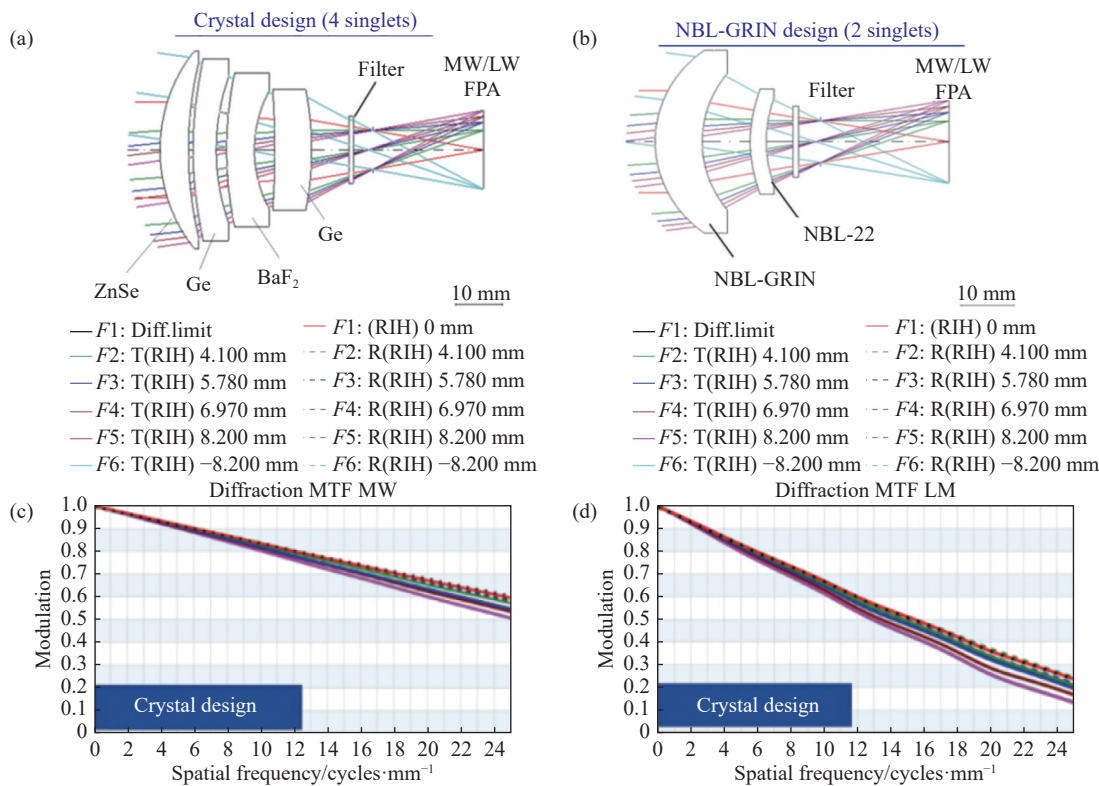 Crystal design (4 singlets)
(a)
Filter
MW/LW
FPA
Ge
BaF₂
Ge
ZnSe
10 mm
NBL-GRIN design (2 singlets)
(b)
MW/LW
FPA
Filter
NBL-22
NBL-GRIN
10 mm
F1: Diff.limit F1: (RIH) 0 mm
F2: T(RIH) 4.100 mm F2: R(RIH) 4.100 mm
F3: T(RIH) 5.780 mm F3: R(RIH) 5.780 mm
F4: T(RIH) 6.970 mm F4: R(RIH) 6.970 mm
F5: T(RIH) 8.200 mm F5: R(RIH) 8.200 mm
F6: T(RIH) −8.200 mm F6: R(RIH) −8.200 mm
F1: Diff.limit F1: (RIH) 0 mm
F2: T(RIH) 4.100 mm F2: R(RIH) 4.100 mm
F3: T(RIH) 5.780 mm F3: R(RIH) 5.780 mm
F4: T(RIH) 6.970 mm F4: R(RIH) 6.970 mm
F5: T(RIH) 8.200 mm F5: R(RIH) 8.200 mm
F6: T(RIH) −8.200 mm F6: R(RIH) −8.200 mm
(c)
Diffraction MTF MW
1.0
0.9
0.8
0.7
0.6
0.5
0.4
0.3
0.2
0.1
0
Modulation
Crystal design
0 2 4 6 8 10 12 14 16 18 20 22 24
Spatial frequency/cycles·mm⁻¹
(d)
Diffraction MTF LM
1.0
0.9
0.8
0.7
0.6
0.5
0.4
0.3
0.2
0.1
0
Modulation
Crystal design
0 2 4 6 8 10 12 14 16 18 20 22 24
Spatial frequency/cycles·mm⁻¹